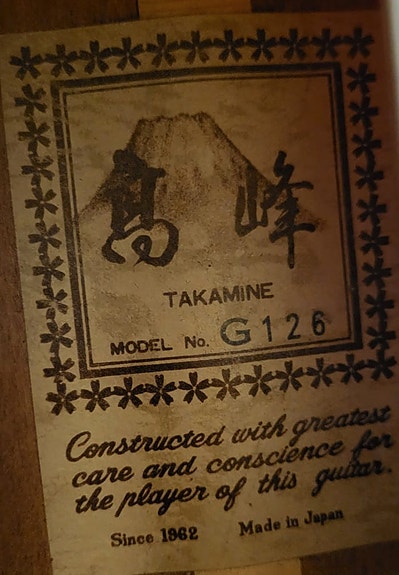 高峰
TAKAMINE
MODEL No. G126
Constructed with greatest
care and conscience for
the player of this guitar.
Since 1962 Made in Japan